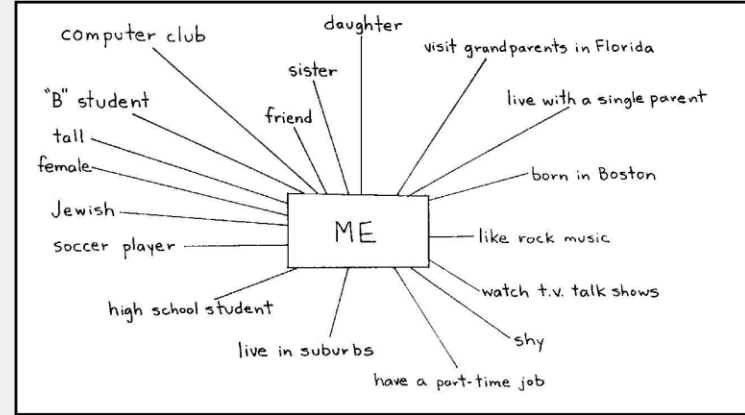 daughter
computer club
visit grandparents in Florida
sister
"B" student
live with a single parent
friend
tall
female
born in Boston
Jewish
ME
like rock music
soccer player
watch t.v. talk shows
high school student
shy
live in suburbs
have a part-time job